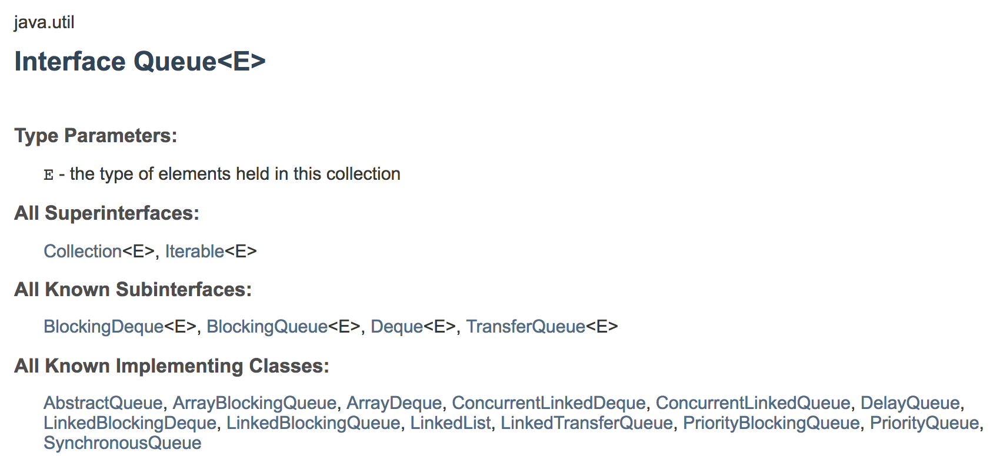 java.util
Interface Queue<E>
Type Parameters:
E - the type of elements held in this collection
All Superinterfaces:
Collection<E>, Iterable<E>
All Known Subinterfaces:
BlockingDeque<E>, BlockingQueue<E>, Deque<E>, TransferQueue<E>
All Known Implementing Classes:
AbstractQueue, ArrayBlockingQueue, ArrayDeque, ConcurrentLinkedDeque, ConcurrentLinkedQueue, DelayQueue,
LinkedBlockingDeque, LinkedBlockingQueue, LinkedList, LinkedTransferQueue, PriorityBlockingQueue, PriorityQueue,
SynchronousQueue